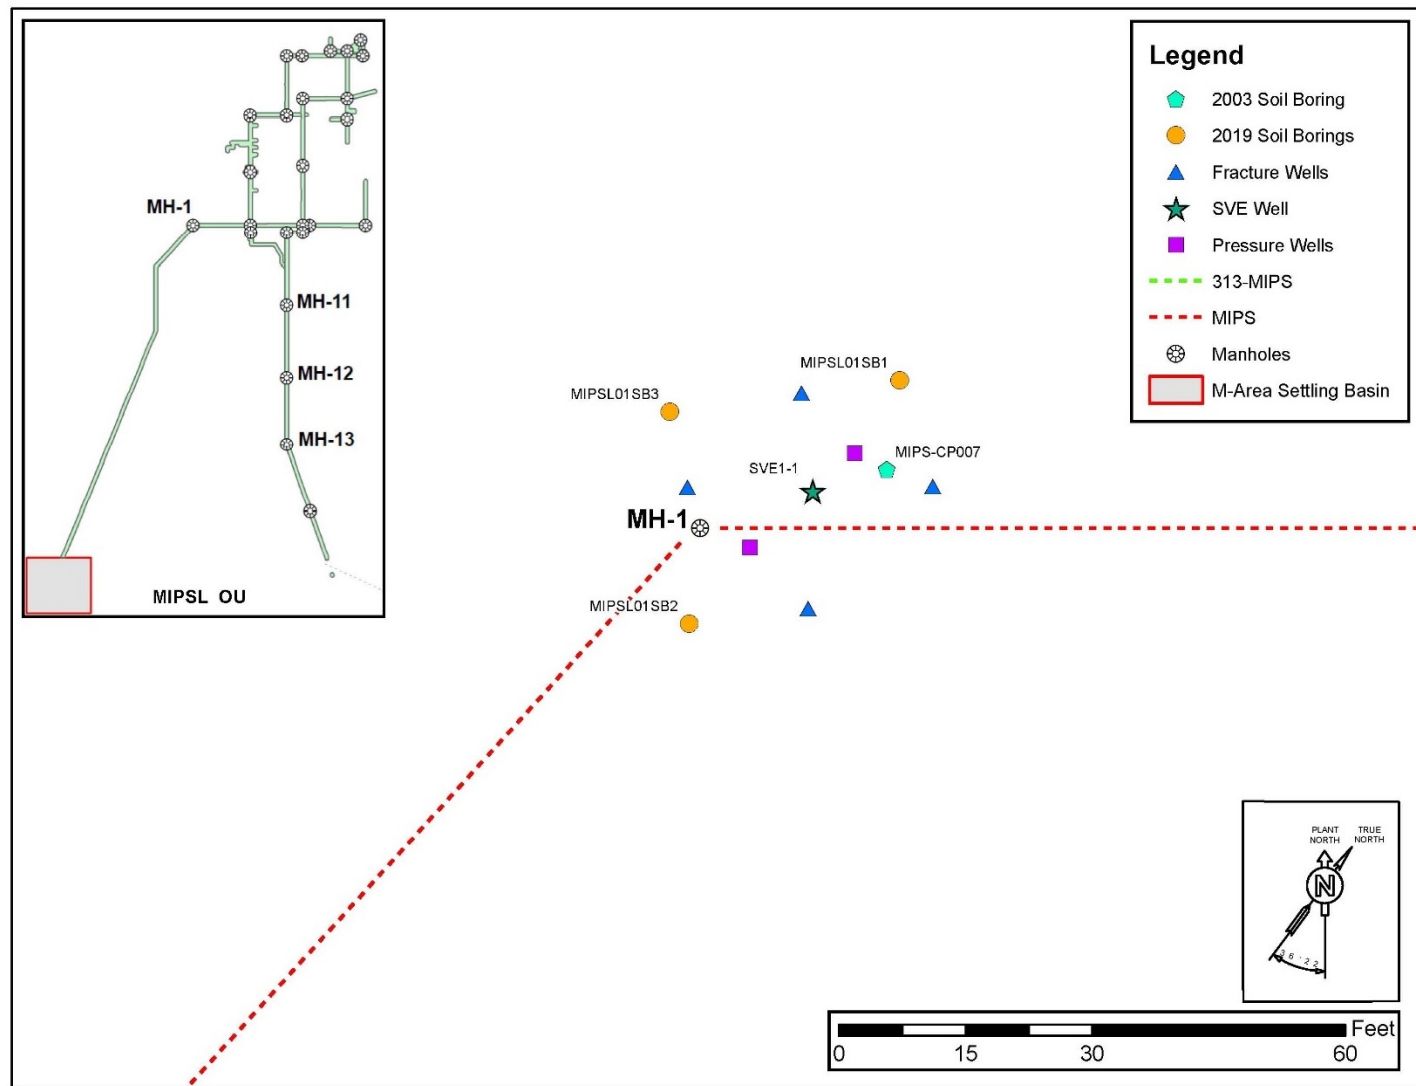 MH-1
MH-11
MH-12
MH-13
MIPSL OU
Legend
2003 Soil Boring
2019 Soil Borings
Fracture Wells
SVE Well
Pressure Wells
313-MIPS
MIPS
Manholes
M-Area Settling Basin
MIPSL01SB1
MIPSL01SB3
MIPS-CP007
SVE1-1
MH-1
MIPSL01SB2
PLANT NORTH
TRUE NORTH
N
36°22'
Feet
0 15 30 60